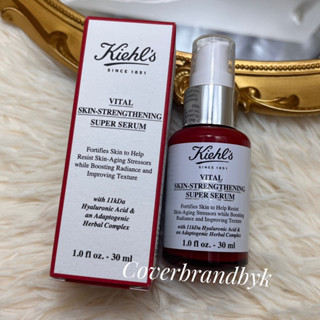 Kiehl's
SINCE 1851
VITAL
SKIN-STRENGTHENING
SUPER SERUM
Fortifies Skin to Help
Resist Skin-Aging Stressors
while Boosting Radiance and
Improving Texture
with 11kDa
Hyaluronic Acid &
an Adaptogenic
Herbal Complex
1.0 fl. oz. - 30 ml
Kiehl's
SINCE 1851
VITAL
SKIN-STRENGTHENING
SUPER SERUM
Fortifies Skin to Help Resist
Skin-Aging Stressors while Boosting
Radiance and Improving Texture
with 11kDa Hyaluronic Acid &
an Adaptogenic Herbal Complex
1.0 fl. oz. - 30 ml
Coverbrandbyk